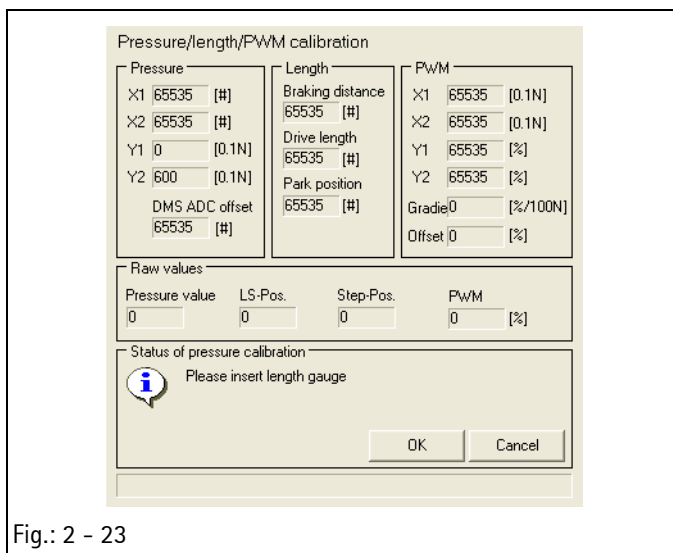 Pressure/length/PWM calibration
Pressure
X1 65535 [#]
X2 65535 [#]
Y1 0 [0.1N]
Y2 600 [0.1N]
DMS ADC offset
65535 [#]
Length
Braking distance
65535 [#]
Drive length
65535 [#]
Park position
65535 [#]
PWM
X1 65535 [0.1N]
X2 65535 [0.1N]
Y1 65535 [%]
Y2 65535 [%]
Gradie 0 [%/100N]
Offset 0 [%]
Raw values
Pressure value LS-Pos. Step-Pos. PWM
0 0 0 0 [%]
Status of pressure calibration
Please insert length gauge
OK Cancel
Fig.: 2 - 23